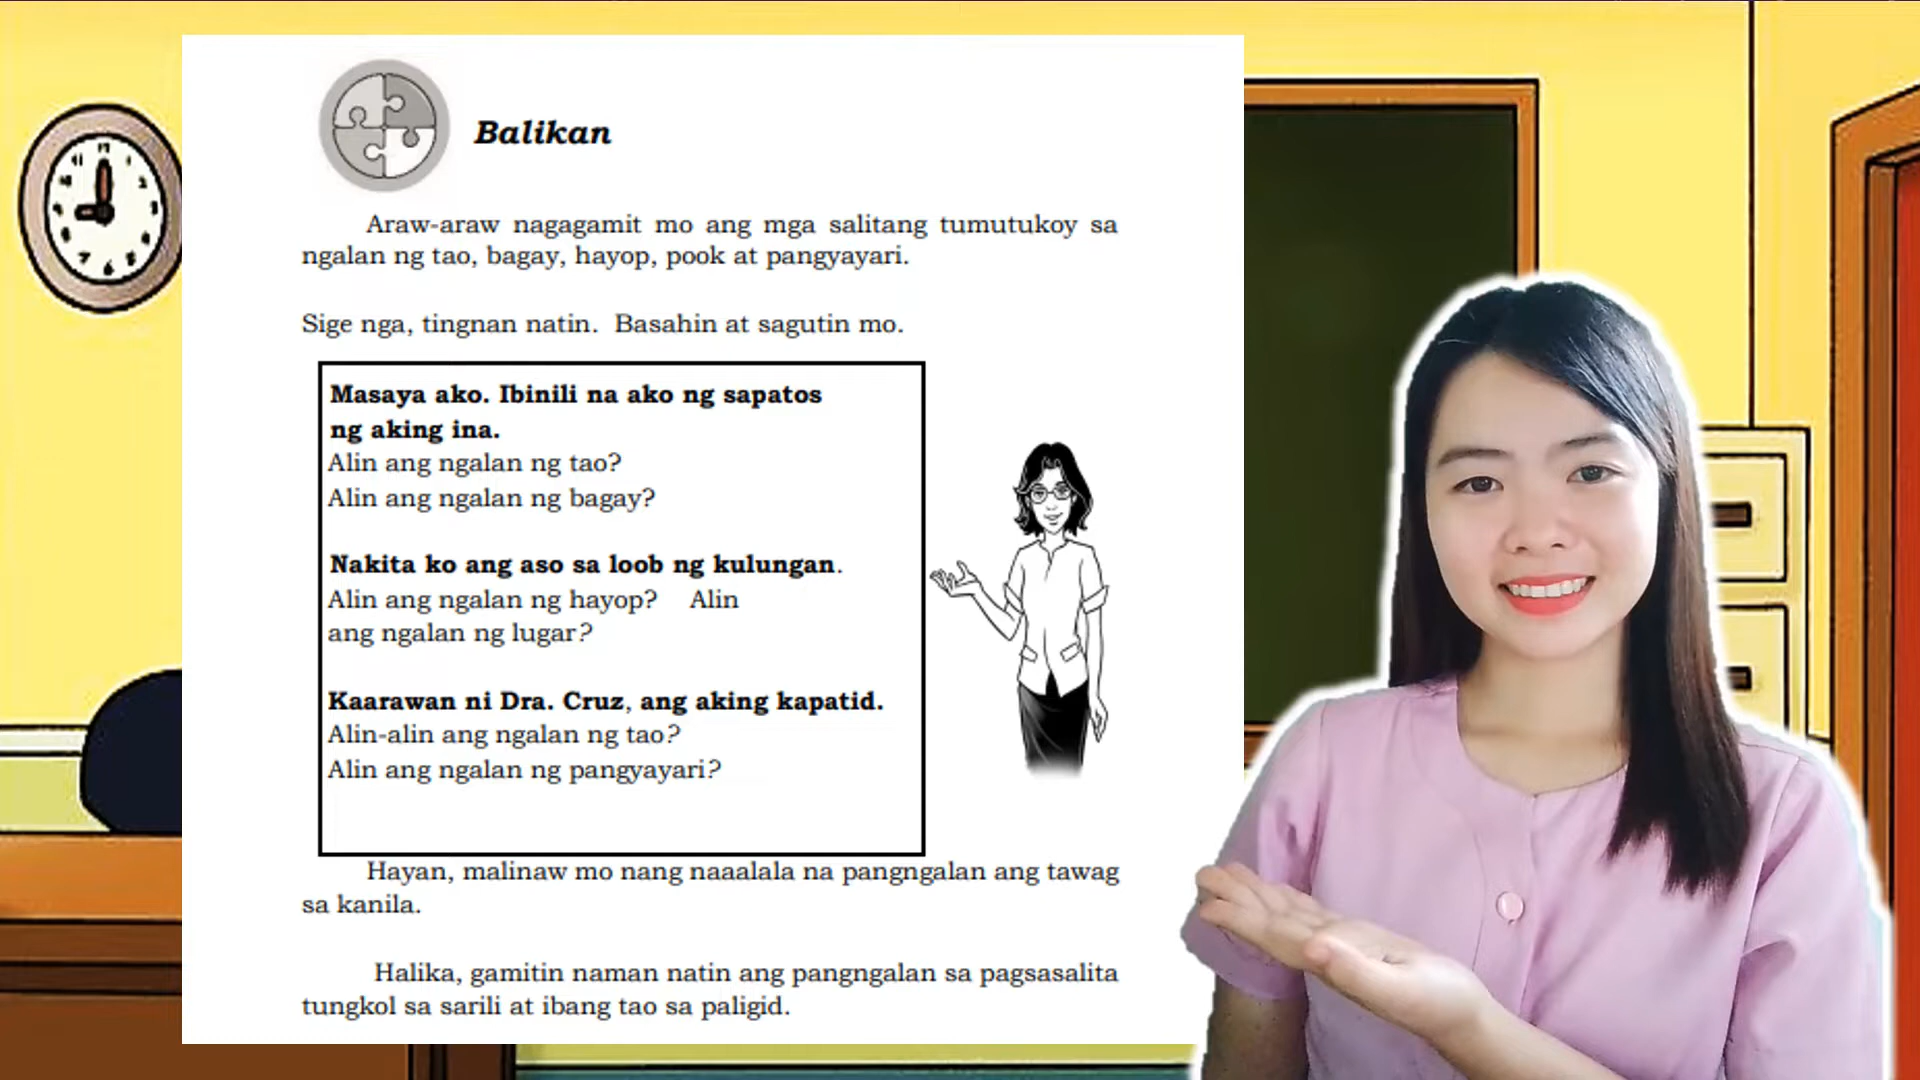 Balikan
Araw-araw nagagamit mo ang mga salitang tumutukoy sa
ngalan ng tao, bagay, hayop, pook at pangyayari.
Sige nga, tingnan natin. Basahin at sagutin mo.
Masaya ako. Ibinili na ako ng sapatos
ng aking ina.
Alin ang ngalan ng tao?
Alin ang ngalan ng bagay?
Nakita ko ang aso sa loob ng kulungan.
Alin ang ngalan ng hayop? Alin
ang ngalan ng lugar?
Kaarawan ni Dra. Cruz, ang aking kapatid.
Alin-alin ang ngalan ng tao?
Alin ang ngalan ng pangyayari?
Hayan, malinaw mo nang naaalala na pangngalan ang tawag
sa kanila.
Halika, gamitin naman natin ang pangngalan sa pagsasalita
tungkol sa sarili at ibang tao sa paligid.